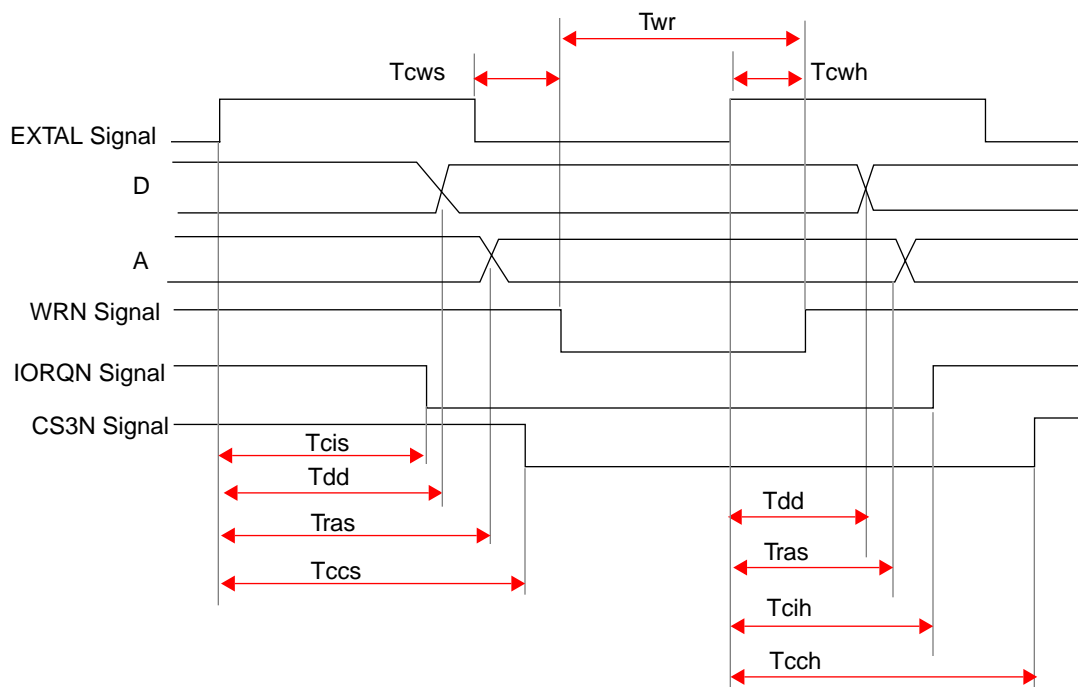 Twr
Tcws
Tcwh
EXTAL Signal
D
A
WRN Signal
IORQN Signal
CS3N Signal
Tcis
Tdd
Tdd
Tras
Tras
Tccs
Tcih
Tcch